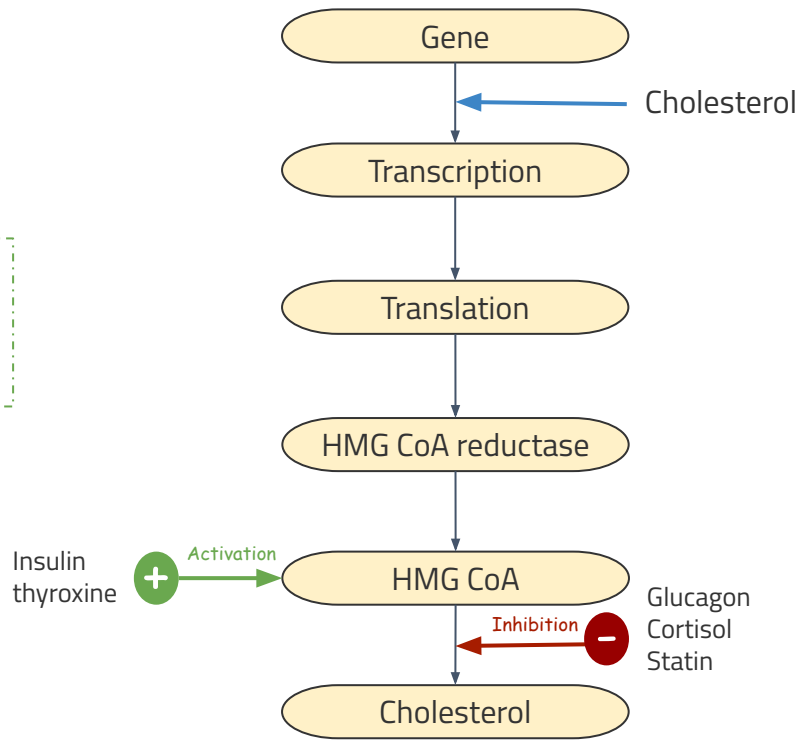 Gene
Cholesterol
Transcription
Translation
HMG CoA reductase
Insulin
thyroxine
+
Activation
HMG CoA
Inhibition
−
Glucagon
Cortisol
Statin
Cholesterol